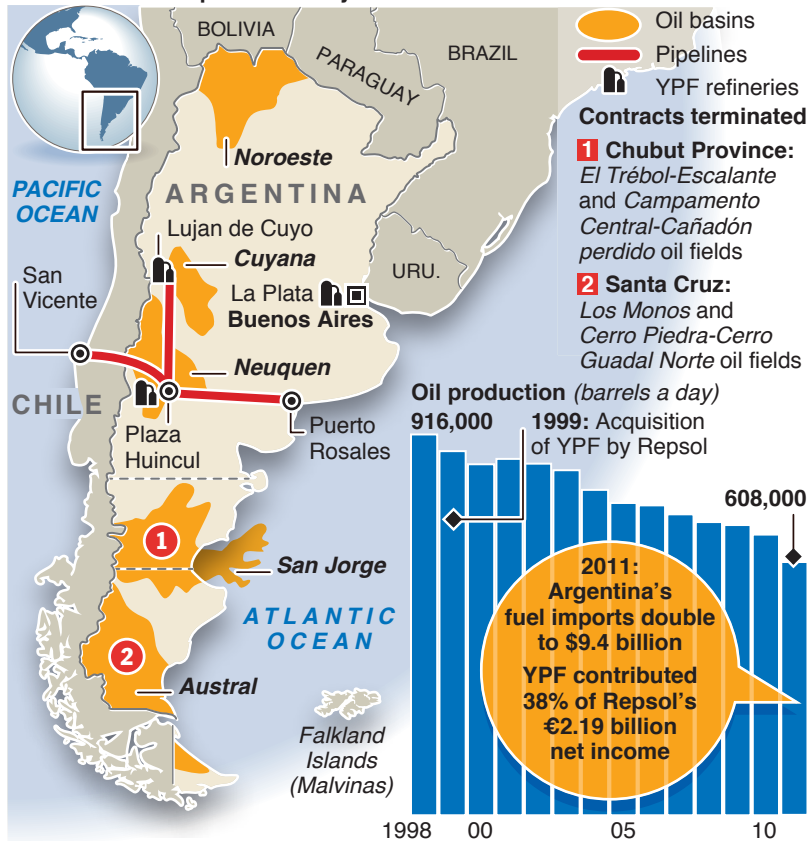 BOLIVIA
PARAGUAY
BRAZIL
Oil basins
Pipelines
YPF refineries
Contracts terminated
1 Chubut Province:
El Trébol-Escalante
and Campamento
Central-Cañadón
perdido oil fields
2 Santa Cruz:
Los Monos and
Cerro Piedra-Cerro
Guadal Norte oil fields
Noroeste
PACIFIC
OCEAN
ARGENTINA
Lujan de Cuyo
Cuyana
URU.
San
Vicente
La Plata
Buenos Aires
Neuquen
CHILE
Plaza
Huincul
Puerto
Rosales
1
San Jorge
ATLANTIC
OCEAN
2
Austral
Falkland
Islands
(Malvinas)
Oil production (barrels a day)
916,000
1999: Acquisition
of YPF by Repsol
608,000
2011:
Argentina's
fuel imports double
to $9.4 billion
YPF contributed
38% of Repsol's
€2.19 billion
net income
1998 00 05 10